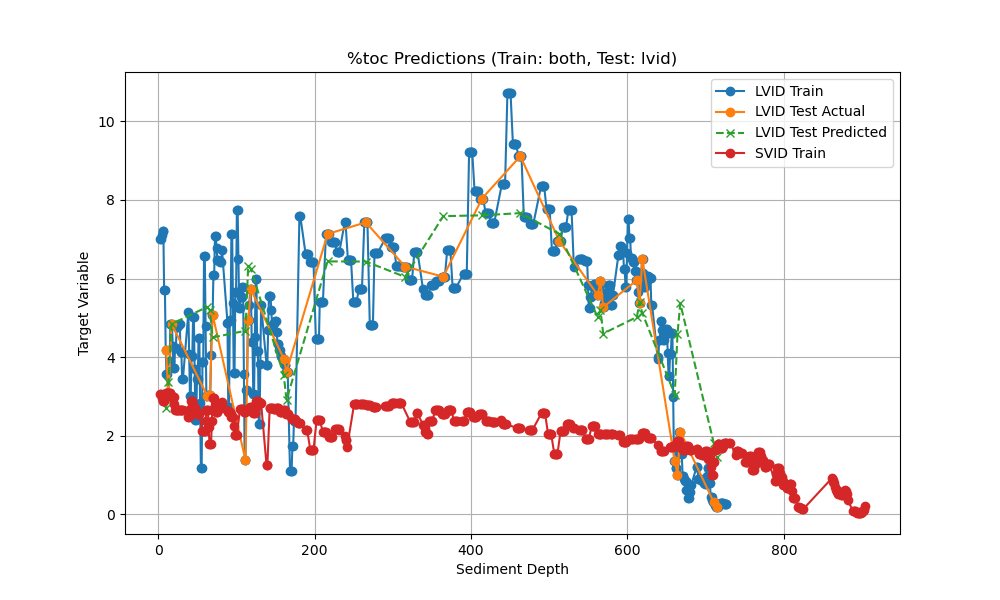 %toc Predictions (Train: both, Test: lvid)
LVID Train
LVID Test Actual
LVID Test Predicted
SVID Train
Target Variable
10
8
6
4
2
0
0 200 400 600 800
Sediment Depth